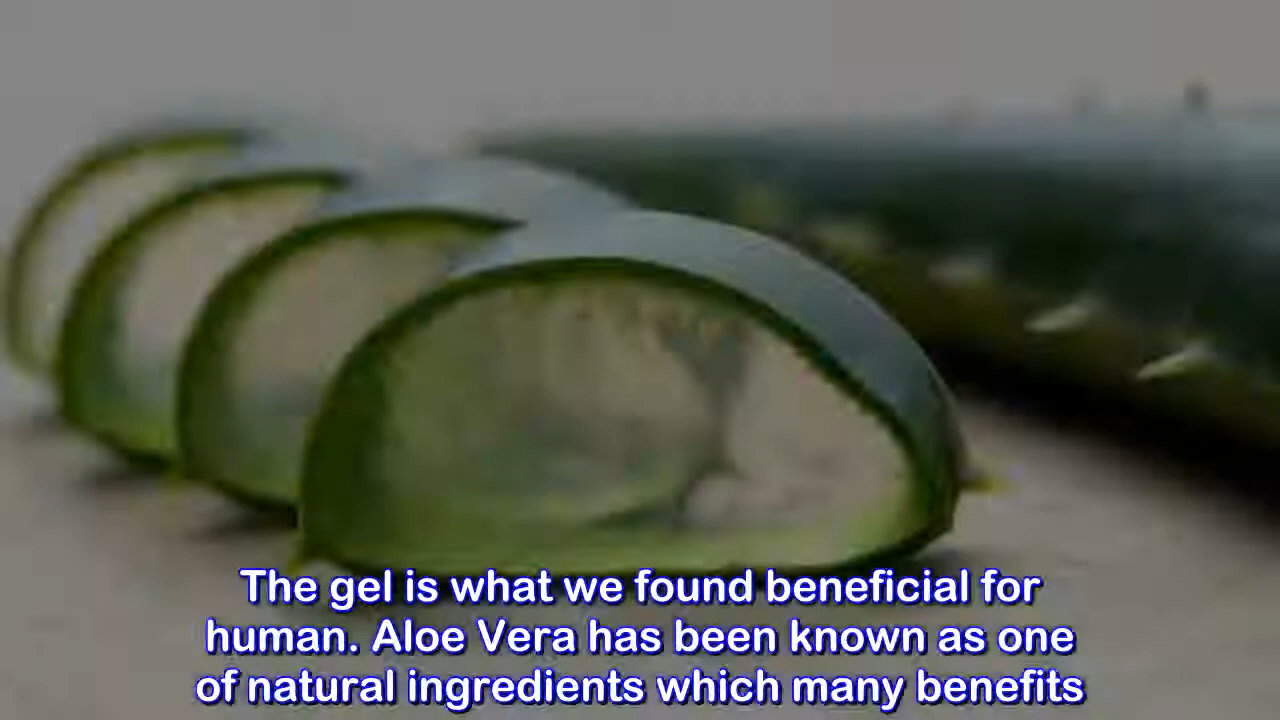 The gel is what we found beneficial for
human. Aloe Vera has been known as one
of natural ingredients which many benefits